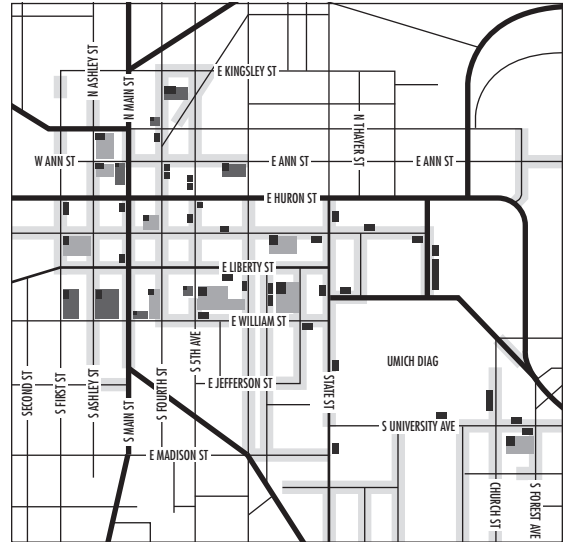 E KINGSLEY ST
N ASHLEY ST
N MAIN ST
N THAYER ST
W ANN ST
E ANN ST
E ANN ST
E HURON ST
E LIBERTY ST
E WILLIAM ST
S 5TH AVE
UMICH DIAG
E JEFFERSON ST
SECOND ST
S FIRST ST
S ASHLEY ST
S MAIN ST
S FOURTH ST
STATE ST
S UNIVERSITY AVE
E MADISON ST
CHURCH ST
S FOREST AVE